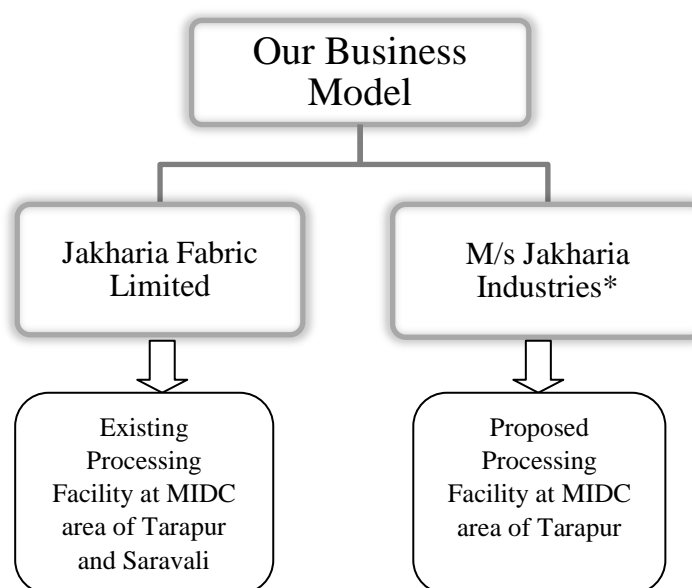 Our Business
Model
Jakharia Fabric
Limited
M/s Jakharia
Industries*
Existing
Processing
Facility at MIDC
area of Tarapur
and Saravali
Proposed
Processing
Facility at MIDC
area of Tarapur